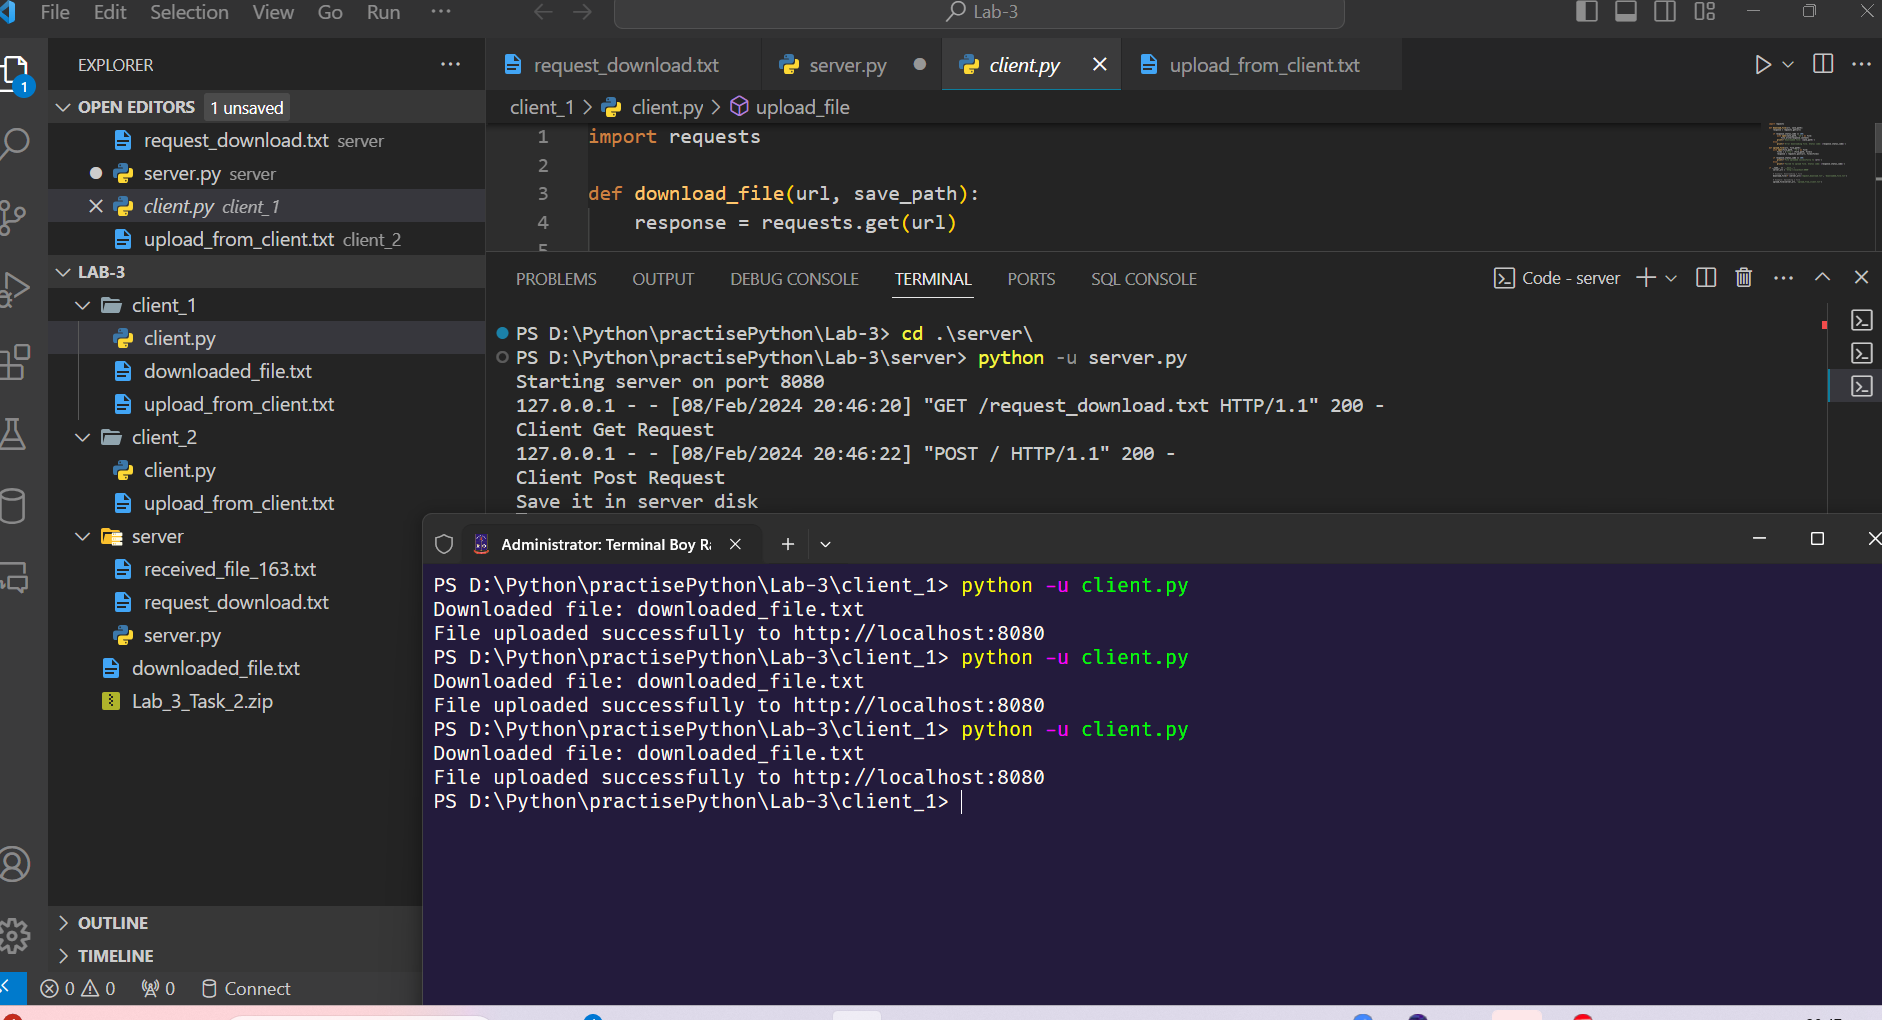 File Edit Selection View Go Run ··· Lab-3
EXPLORER ···
OPEN EDITORS 1 unsaved
request_download.txt server
server.py server
client.py client_1
upload_from_client.txt client_2
LAB-3
client_1
client.py
downloaded_file.txt
upload_from_client.txt
client_2
client.py
upload_from_client.txt
server
received_file_163.txt
request_download.txt
server.py
downloaded_file.txt
Lab_3_Task_2.zip
OUTLINE
TIMELINE
1
request_download.txt server.py client.py upload_from_client.txt
client_1 > client.py > upload_file
1 import requests
2
3 def download_file(url, save_path):
4 response = requests.get(url)
5
PROBLEMS OUTPUT DEBUG CONSOLE TERMINAL PORTS SQL CONSOLE Code - server
PS D:\Python\practisePython\Lab-3> cd .\server\
PS D:\Python\practisePython\Lab-3\server> python -u server.py
Starting server on port 8080
127.0.0.1 - - [08/Feb/2024 20:46:20] "GET /request_download.txt HTTP/1.1" 200 -
Client Get Request
127.0.0.1 - - [08/Feb/2024 20:46:22] "POST / HTTP/1.1" 200 -
Client Post Request
Save it in server disk
Administrator: Terminal Boy
PS D:\Python\practisePython\Lab-3\client_1> python -u client.py
Downloaded file: downloaded_file.txt
File uploaded successfully to http://localhost:8080
PS D:\Python\practisePython\Lab-3\client_1> python -u client.py
Downloaded file: downloaded_file.txt
File uploaded successfully to http://localhost:8080
PS D:\Python\practisePython\Lab-3\client_1> python -u client.py
Downloaded file: downloaded_file.txt
File uploaded successfully to http://localhost:8080
PS D:\Python\practisePython\Lab-3\client_1>
0 0 0 Connect